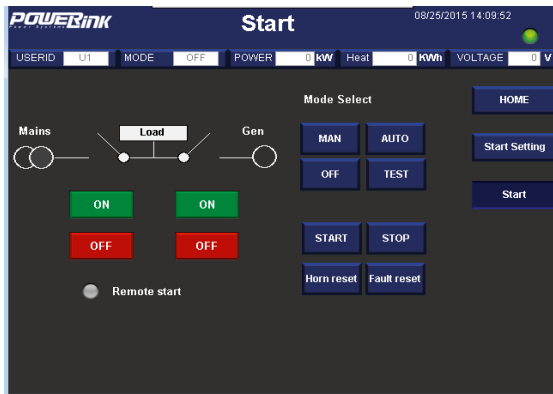 POWERinK Start 08/25/2015 14:09:52
USERID U1 MODE OFF POWER 0 kW Heat 0 KWh VOLTAGE 0 V
Mode Select HOME
Mains Load Gen MAN AUTO Start Setting
OFF TEST
ON ON Start
OFF OFF START STOP
Remote start Horn reset Fault reset